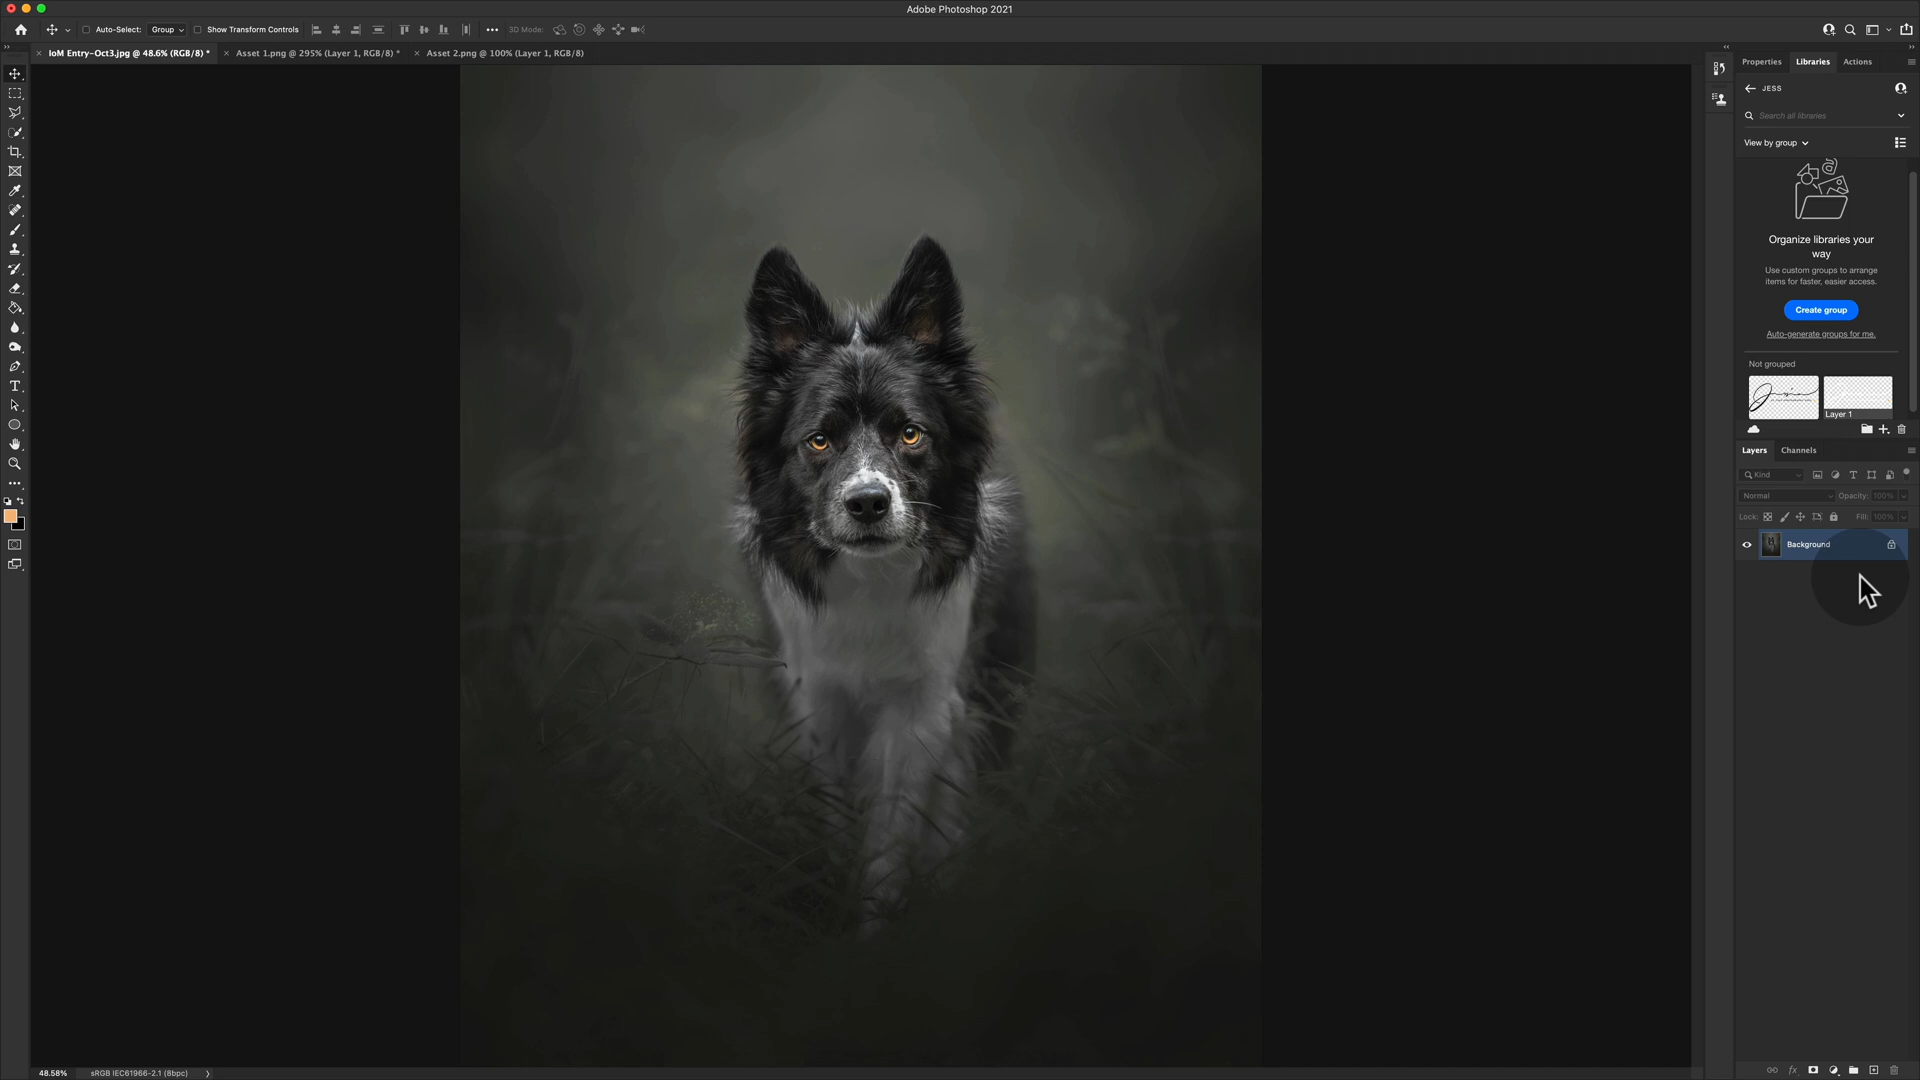 Adobe Photoshop 2021
Auto-Select: Group Show Transform Controls 3D Mode:
IoM Entry-Oct3.jpg @ 48.6% (RGB/8) * Asset 1.png @ 295% (Layer 1, RGB/8) * Asset 2.png @ 100% (Layer 1, RGB/8)
Properties Libraries Actions
JESS
Search all libraries
View by group
Organize libraries your
way
Use custom groups to arrange
items for faster, easier access.
Create group
Auto-generate groups for me.
Not grouped
Layer 1
Layers Channels
Kind
Normal Opacity: 100%
Lock: Fill: 100%
Background
48.58% sRGB IEC61966-2.1 (8bpc)